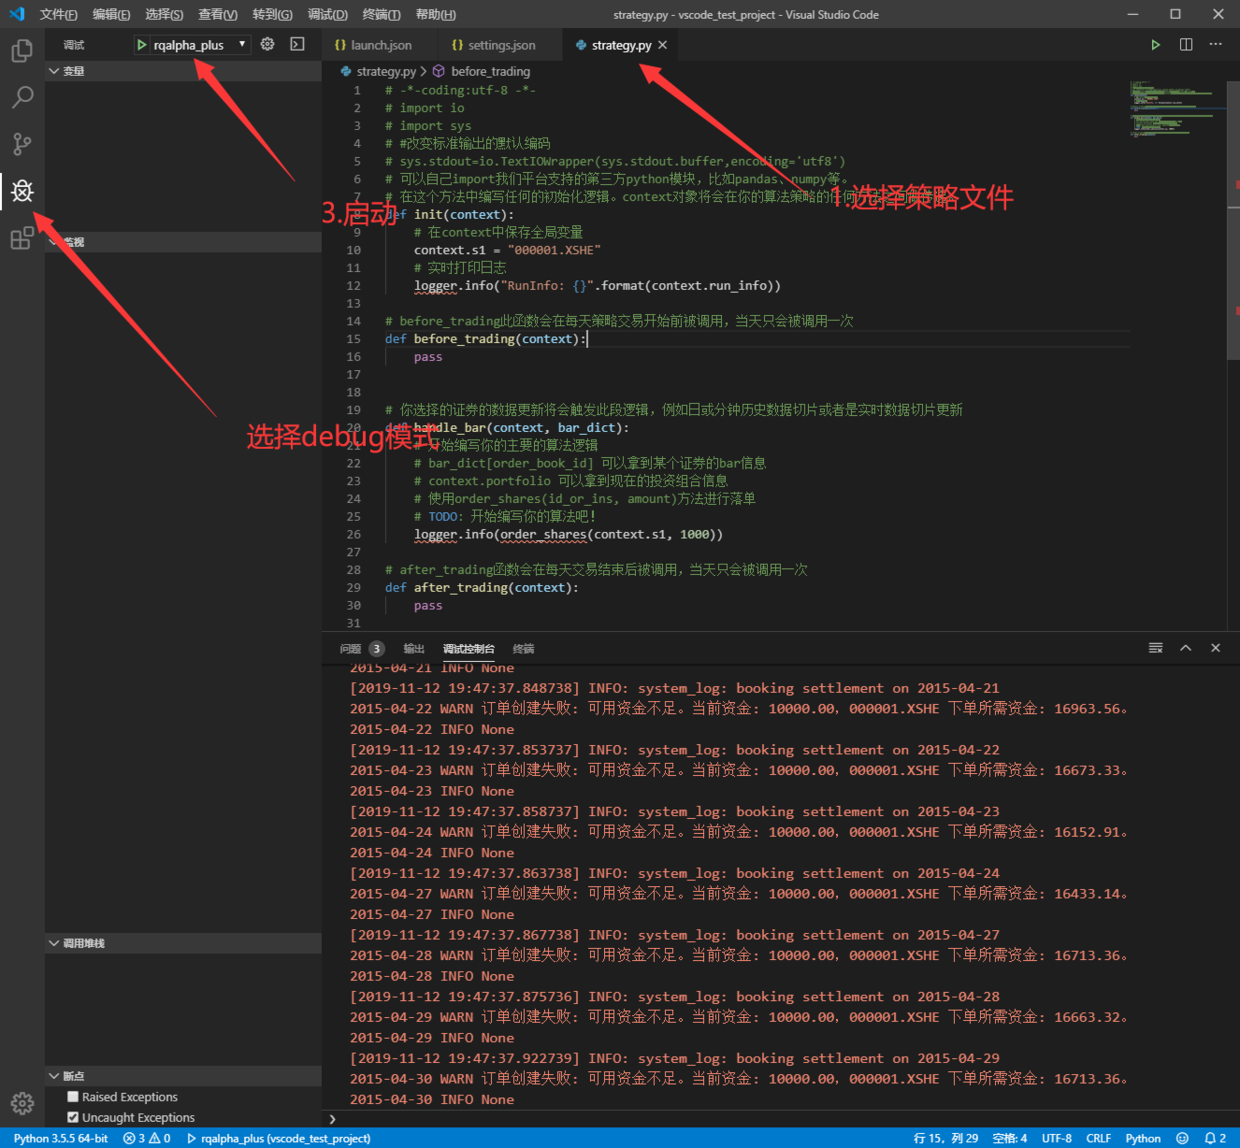 文件(F) 编辑(E) 选择(S) 查看(V) 转到(G) 调试(D) 终端(T) 帮助(H) strategy.py - vscode_test_project - Visual Studio Code
调试 rqalpha_plus launch.json settings.json strategy.py
变量
strategy.py > before_trading
1 # -*-coding:utf-8 -*-
2 # import io
3 # import sys
4 # #改变标准输出的默认编码
5 # sys.stdout=io.TextIOWrapper(sys.stdout.buffer,encoding='utf8')
6 # 可以自己import我们平台支持的第三方python模块，比如pandas、numpy等。
7 # 在这个方法中编写任何的初始化逻辑。context对象将会在你的算法策略的任何
1.选择策略文件
3.启动
8 def init(context):
9 # 在context中保存全局变量
监视
10 context.s1 = "000001.XSHE"
11 # 实时打印日志
12 logger.info("RunInfo: {}".format(context.run_info))
13
14 # before_trading此函数会在每天策略交易开始前被调用，当天只会被调用一次
15 def before_trading(context):
16 pass
17
18
19 # 你选择的证券的数据更新将会触发此段逻辑，例如日或分钟历史数据切片或者是实时数据切片更新
20 def handle_bar(context, bar_dict):
选择debug模式
21 # 开始编写你的主要的算法逻辑
22 # bar_dict[order_book_id] 可以拿到某个证券的bar信息
23 # context.portfolio 可以拿到现在的投资组合信息
24 # 使用order_shares(id_or_ins, amount)方法进行落单
25 # TODO: 开始编写你的算法吧！
26 logger.info(order_shares(context.s1, 1000))
27
28 # after_trading函数会在每天交易结束后被调用，当天只会被调用一次
29 def after_trading(context):
30 pass
31
问题 3 输出 调试控制台 终端
2015-04-21 INFO None
[2019-11-12 19:47:37.848738] INFO: system_log: booking settlement on 2015-04-21
2015-04-22 WARN 订单创建失败: 可用资金不足。当前资金: 10000.00，000001.XSHE 下单所需资金: 16963.56。
2015-04-22 INFO None
[2019-11-12 19:47:37.853737] INFO: system_log: booking settlement on 2015-04-22
2015-04-23 WARN 订单创建失败: 可用资金不足。当前资金: 10000.00，000001.XSHE 下单所需资金: 16673.33。
2015-04-23 INFO None
[2019-11-12 19:47:37.858737] INFO: system_log: booking settlement on 2015-04-23
2015-04-24 WARN 订单创建失败: 可用资金不足。当前资金: 10000.00，000001.XSHE 下单所需资金: 16152.91。
2015-04-24 INFO None
[2019-11-12 19:47:37.863738] INFO: system_log: booking settlement on 2015-04-24
2015-04-27 WARN 订单创建失败: 可用资金不足。当前资金: 10000.00，000001.XSHE 下单所需资金: 16433.14。
2015-04-27 INFO None
[2019-11-12 19:47:37.867738] INFO: system_log: booking settlement on 2015-04-27
调用堆栈
2015-04-28 WARN 订单创建失败: 可用资金不足。当前资金: 10000.00，000001.XSHE 下单所需资金: 16713.36。
2015-04-28 INFO None
[2019-11-12 19:47:37.875736] INFO: system_log: booking settlement on 2015-04-28
2015-04-29 WARN 订单创建失败: 可用资金不足。当前资金: 10000.00，000001.XSHE 下单所需资金: 16663.32。
2015-04-29 INFO None
[2019-11-12 19:47:37.922739] INFO: system_log: booking settlement on 2015-04-29
2015-04-30 WARN 订单创建失败: 可用资金不足。当前资金: 10000.00，000001.XSHE 下单所需资金: 16713.36。
2015-04-30 INFO None
断点
Raised Exceptions
Uncaught Exceptions
Python 3.5.5 64-bit 3 0 rqalpha_plus (vscode_test_project) 行 15，列 29 空格: 4 UTF-8 CRLF Python 2